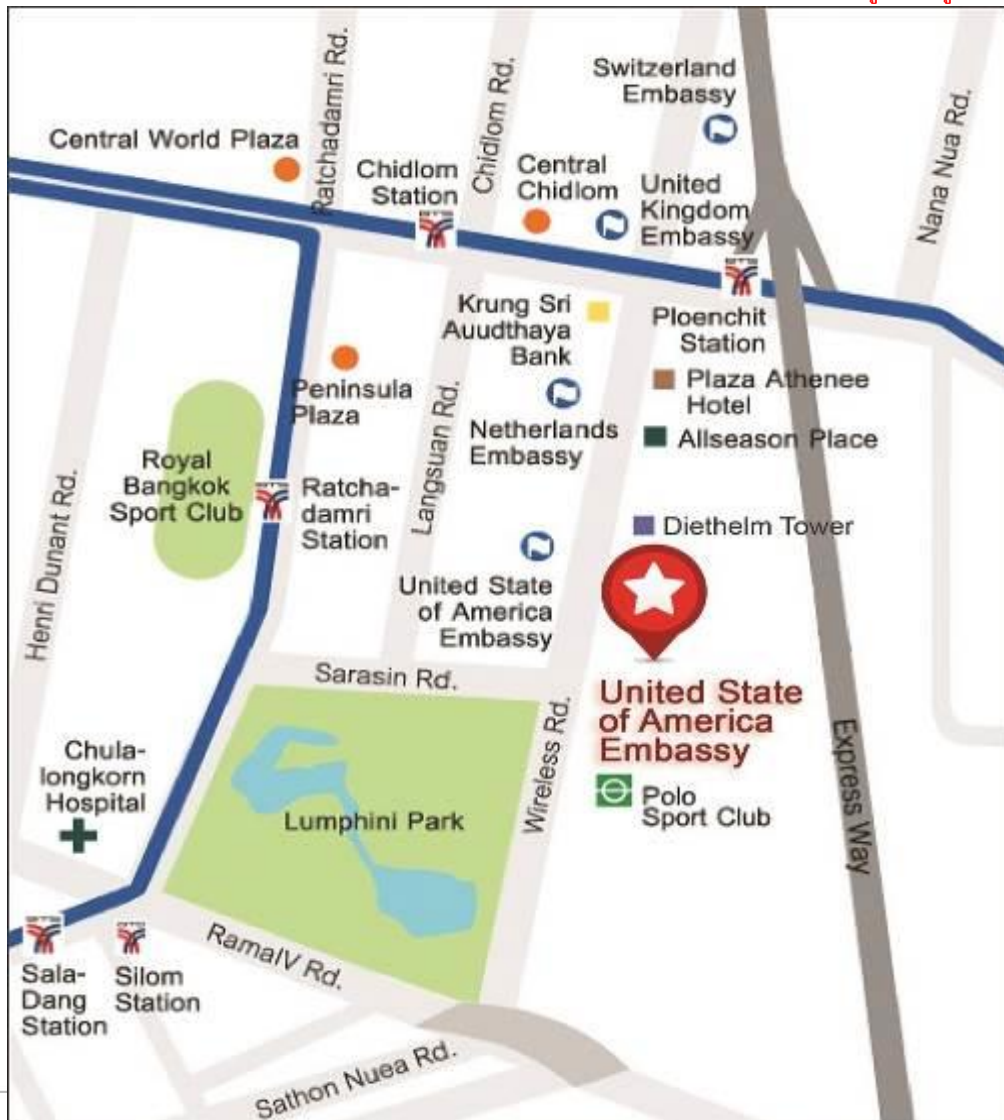 Switzerland
Embassy
Ratchadamri Rd.
Chidlom Rd.
Nana Nua Rd.
Central World Plaza
Chidlom
Station
Central
Chidlom
United
Kingdom
Embassy
Krung Sri
Auudthaya
Bank
Ploenchit
Station
Peninsula
Plaza
Plaza Athenee
Hotel
Netherlands
Embassy
Allseason Place
Langsuan Rd.
Royal
Bangkok
Sport Club
Ratcha-
damri
Station
Henri Dunant Rd.
Diethelm Tower
United State
of America
Embassy
Sarasin Rd.
United State
of America
Embassy
Wireless Rd.
Express Way
Chula-
longkorn
Hospital
Lumphini Park
Polo
Sport Club
RamaIV Rd.
Sala-
Dang
Station
Silom
Station
Sathon Nuea Rd.